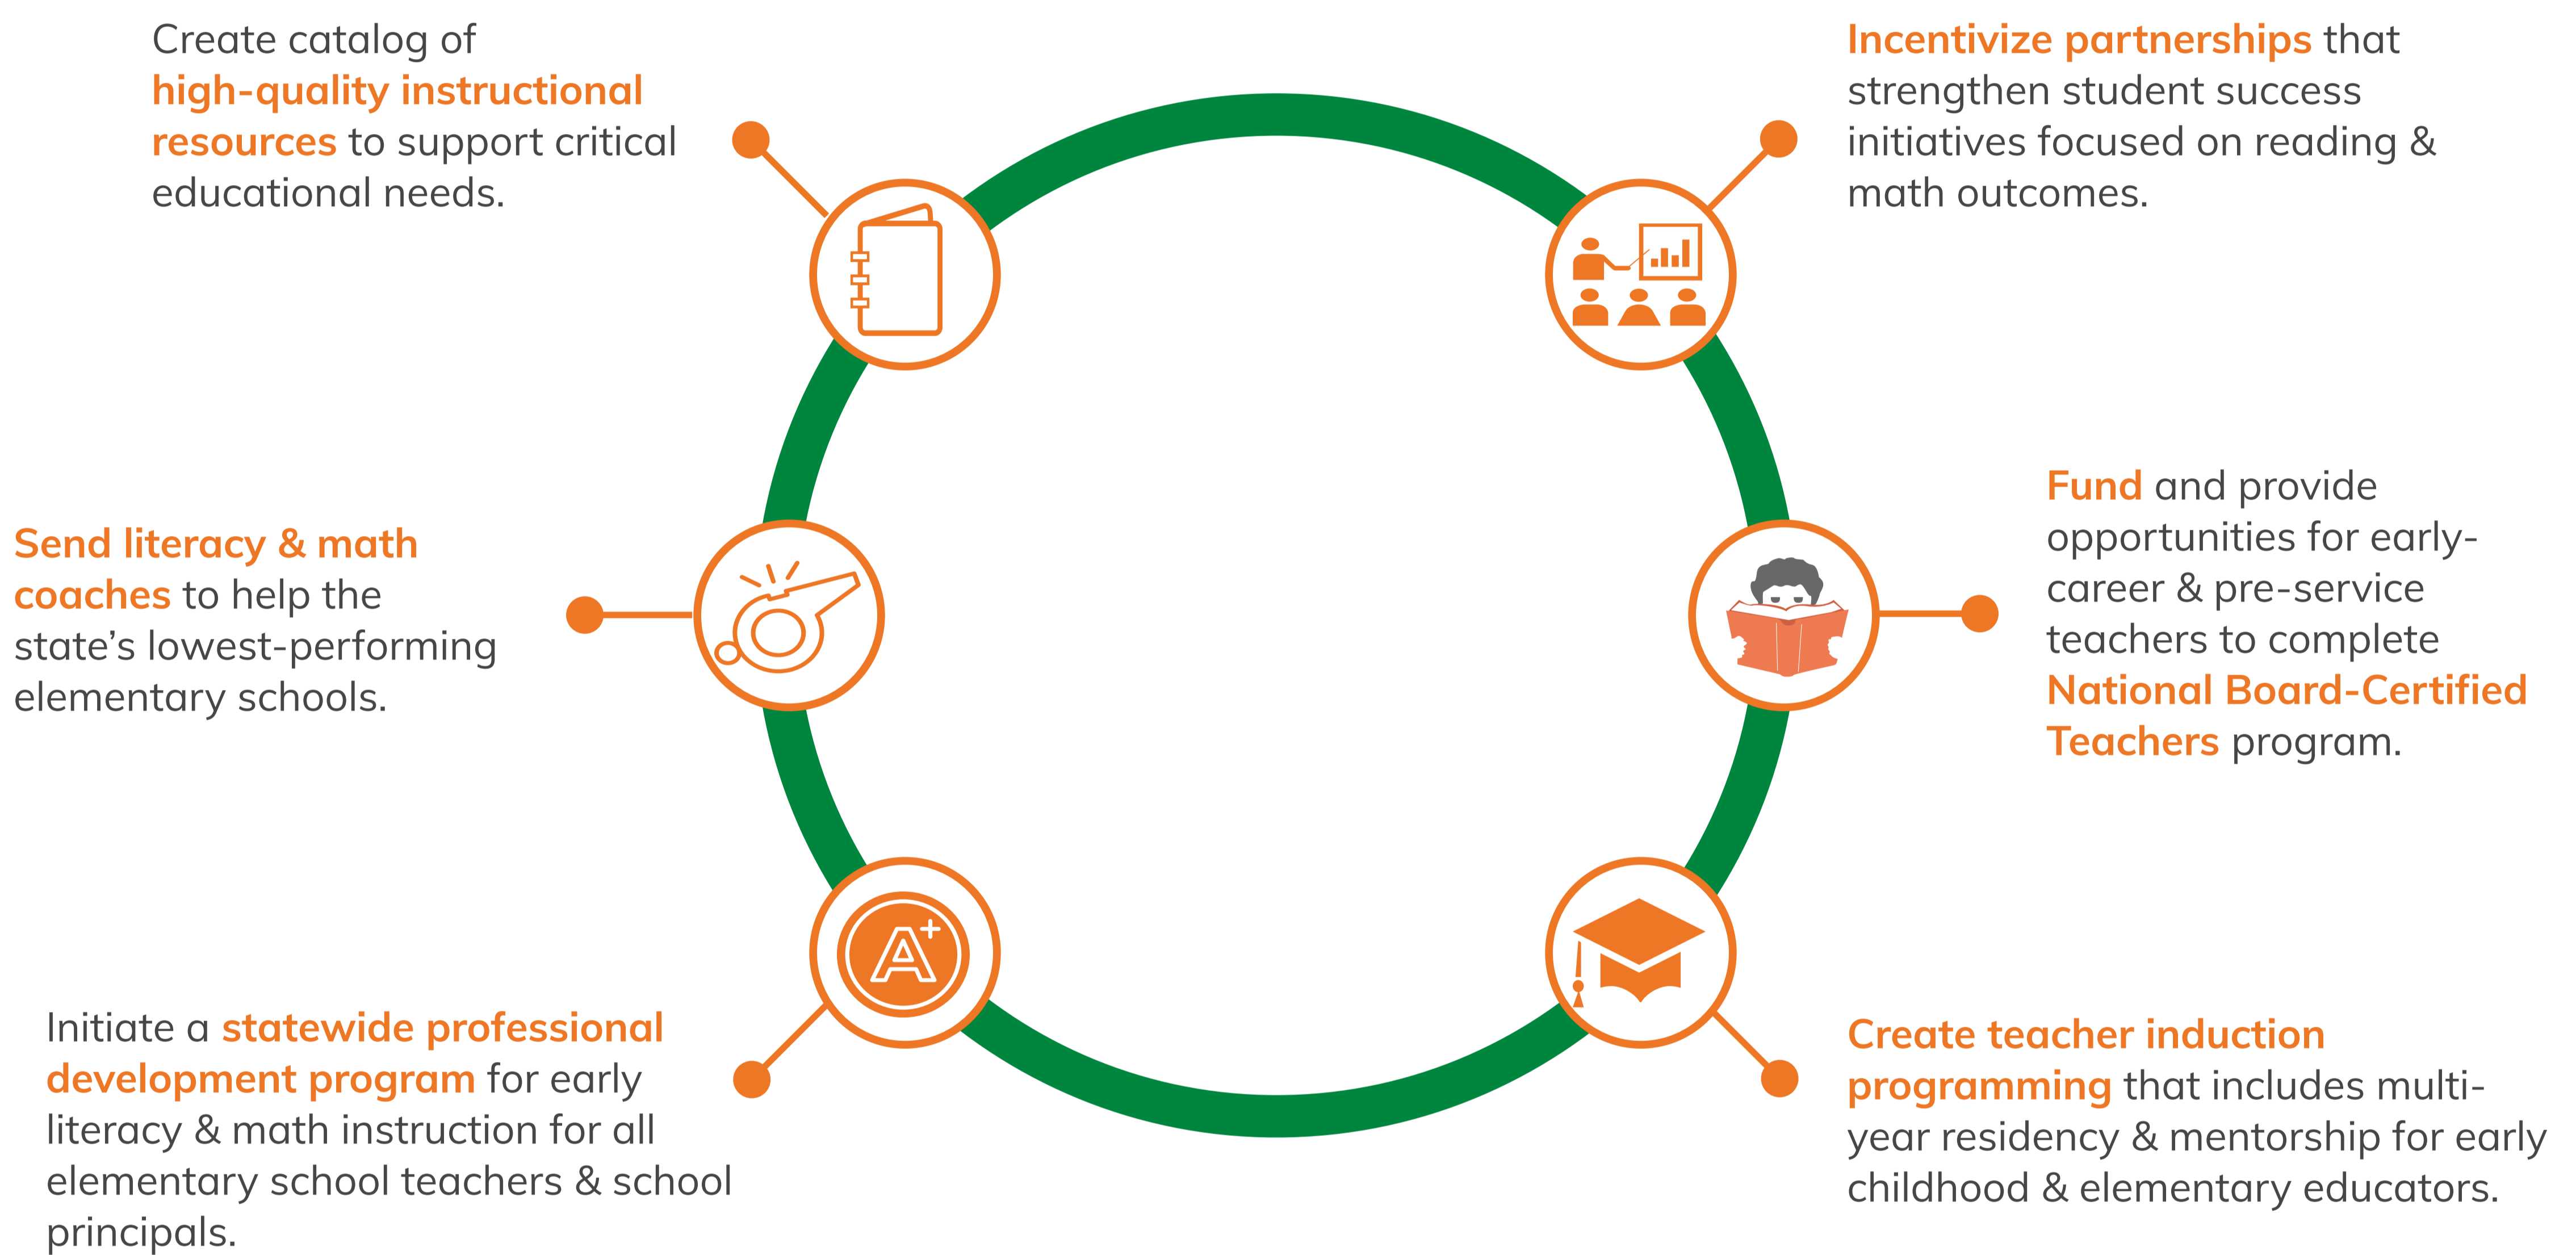 Create catalog of
high-quality instructional
resources to support critical
educational needs.
Incentivize partnerships that
strengthen student success
initiatives focused on reading &
math outcomes.
Send literacy & math
coaches to help the
state’s lowest-performing
elementary schools.
Fund and provide
opportunities for early-
career & pre-service
teachers to complete
National Board-Certified
Teachers program.
A+
Initiate a statewide professional
development program for early
literacy & math instruction for all
elementary school teachers & school
principals.
Create teacher induction
programming that includes multi-
year residency & mentorship for early
childhood & elementary educators.